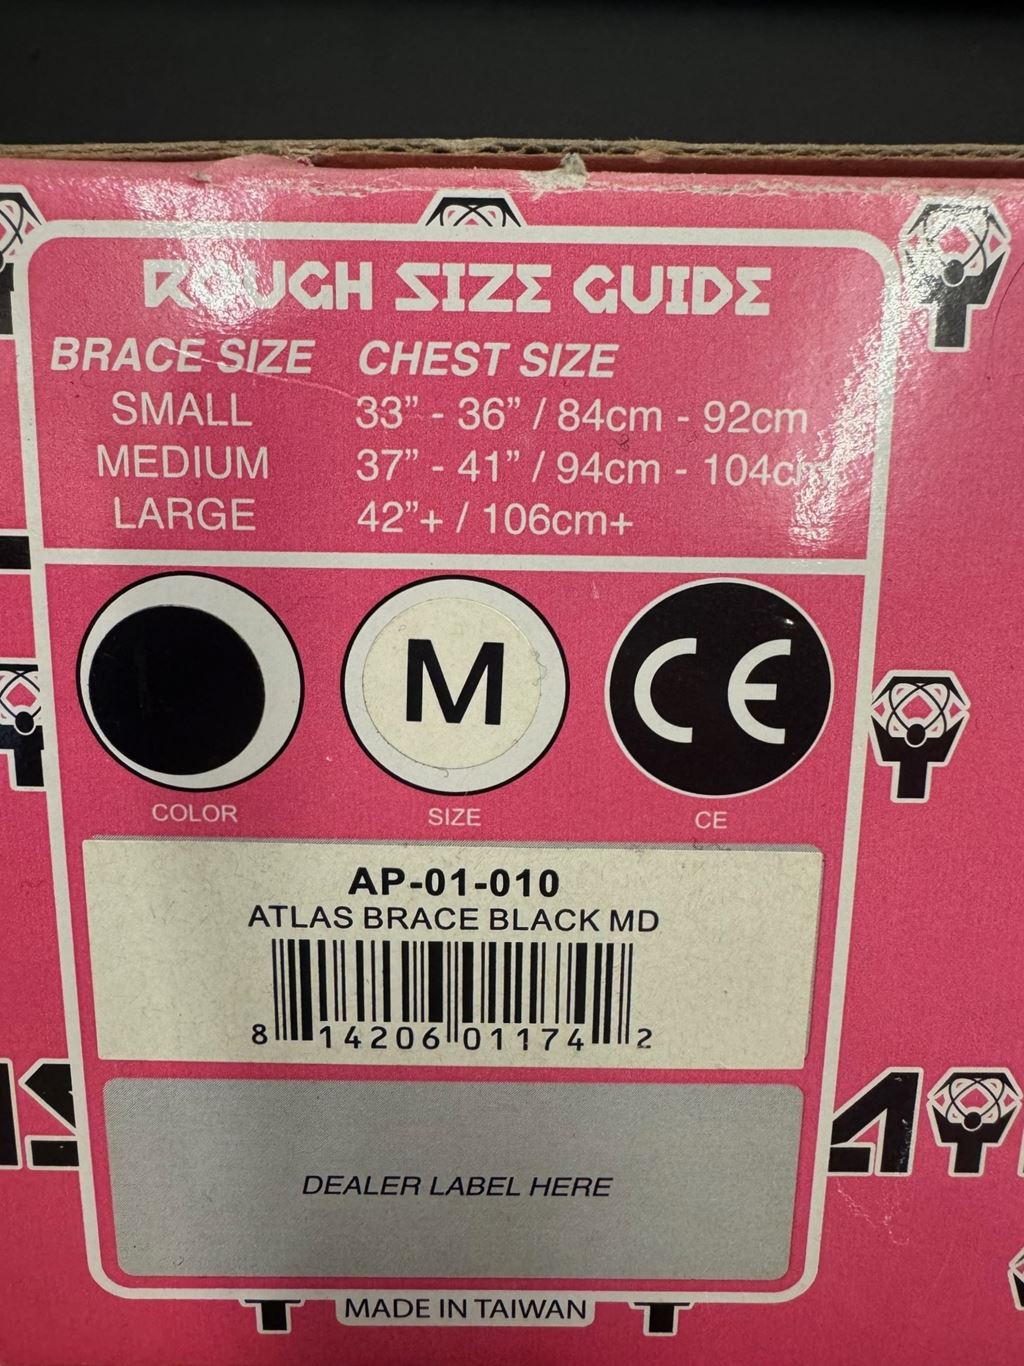 ROUGH SIZE GUIDE
BRACE SIZE CHEST SIZE
SMALL 33” - 36” / 84cm - 92cm
MEDIUM 37” - 41” / 94cm - 104cm
LARGE 42”+ / 106cm+
M CE
COLOR SIZE CE
AP-01-010
ATLAS BRACE BLACK MD
8 14206 01174 2
DEALER LABEL HERE
MADE IN TAIWAN